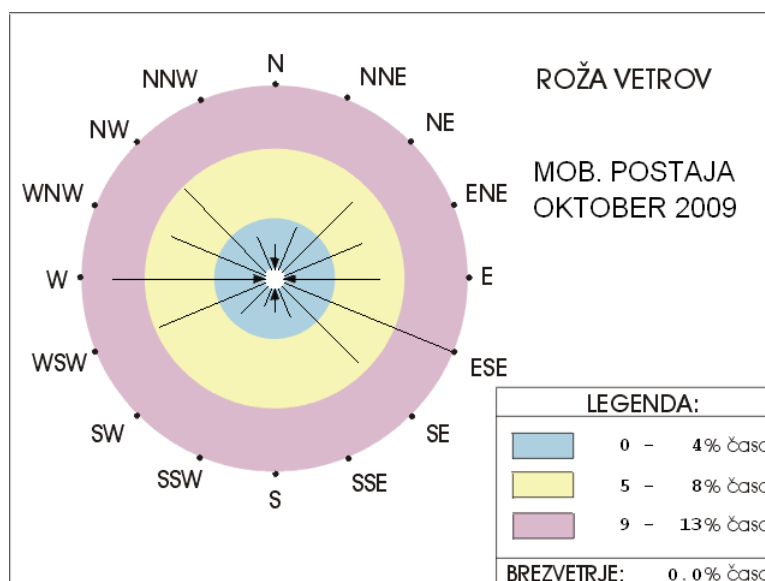 ROŽA VETROV
MOB. POSTAJA
OKTOBER 2009
N
NNE
NE
ENE
E
ESE
SE
SSE
S
SSW
SW
WSW
W
WNW
NW
NNW
LEGENDA:
0 - 4% časa
5 - 8% časa
9 - 13% časa
BREZVETRJE: 0.0% časa